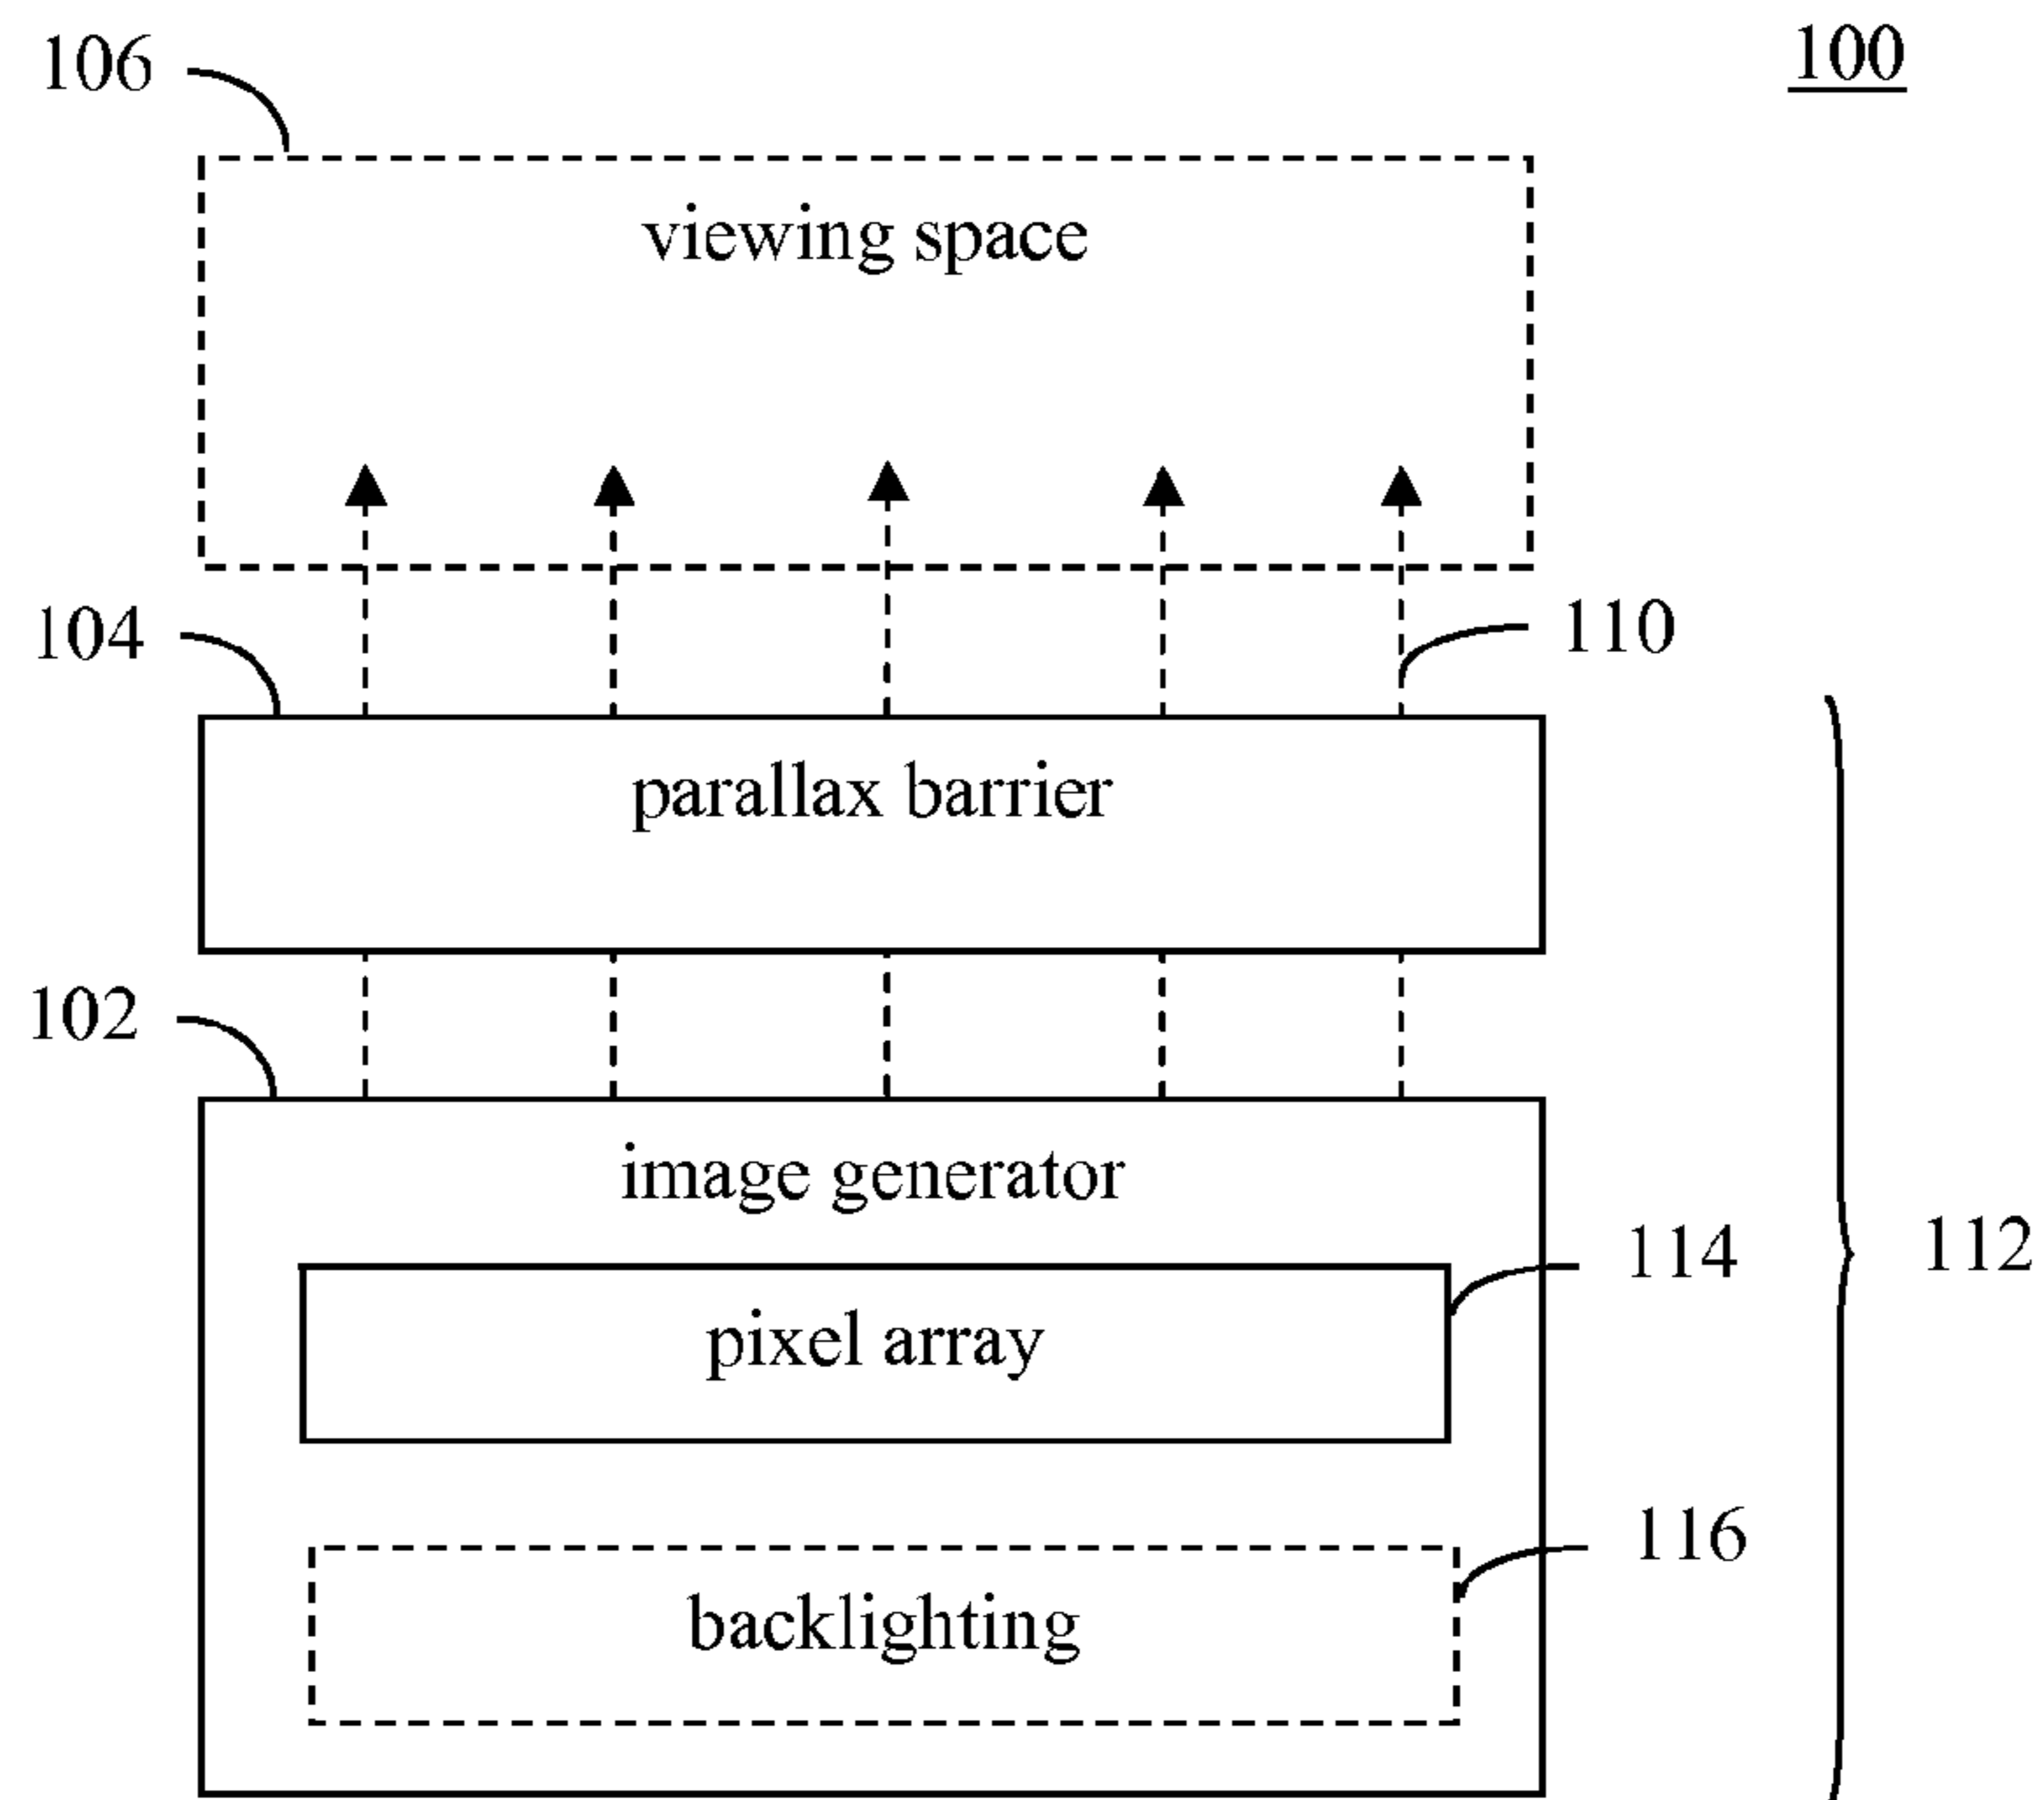 106
100
viewing space
104
110
parallax barrier
102
image generator
114
112
pixel array
116
backlighting